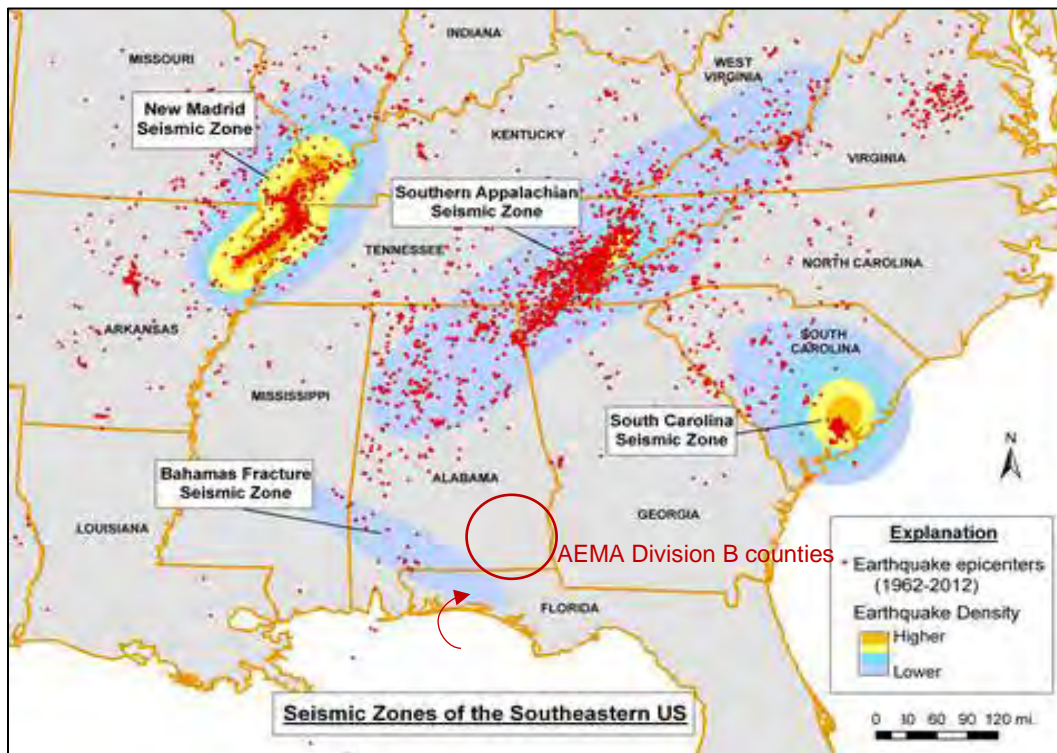 INDIANA
MISSOURI
WEST
VIRGINIA
New Madrid
Seismic Zone
KENTUCKY
VIRGINIA
Southern Appalachian
Seismic Zone
TENNESSEE
NORTH CAROLINA
ARKANSAS
SOUTH
CAROLINA
MISSISSIPPI
South Carolina
Seismic Zone
Bahamas Fracture
Seismic Zone
ALABAMA
N
LOUISIANA
GEORGIA
AEMA Division B counties
FLORIDA
Explanation
Earthquake epicenters
(1962-2012)
Earthquake Density
Higher
Lower
Seismic Zones of the Southeastern US
0 30 60 90 120 mi.